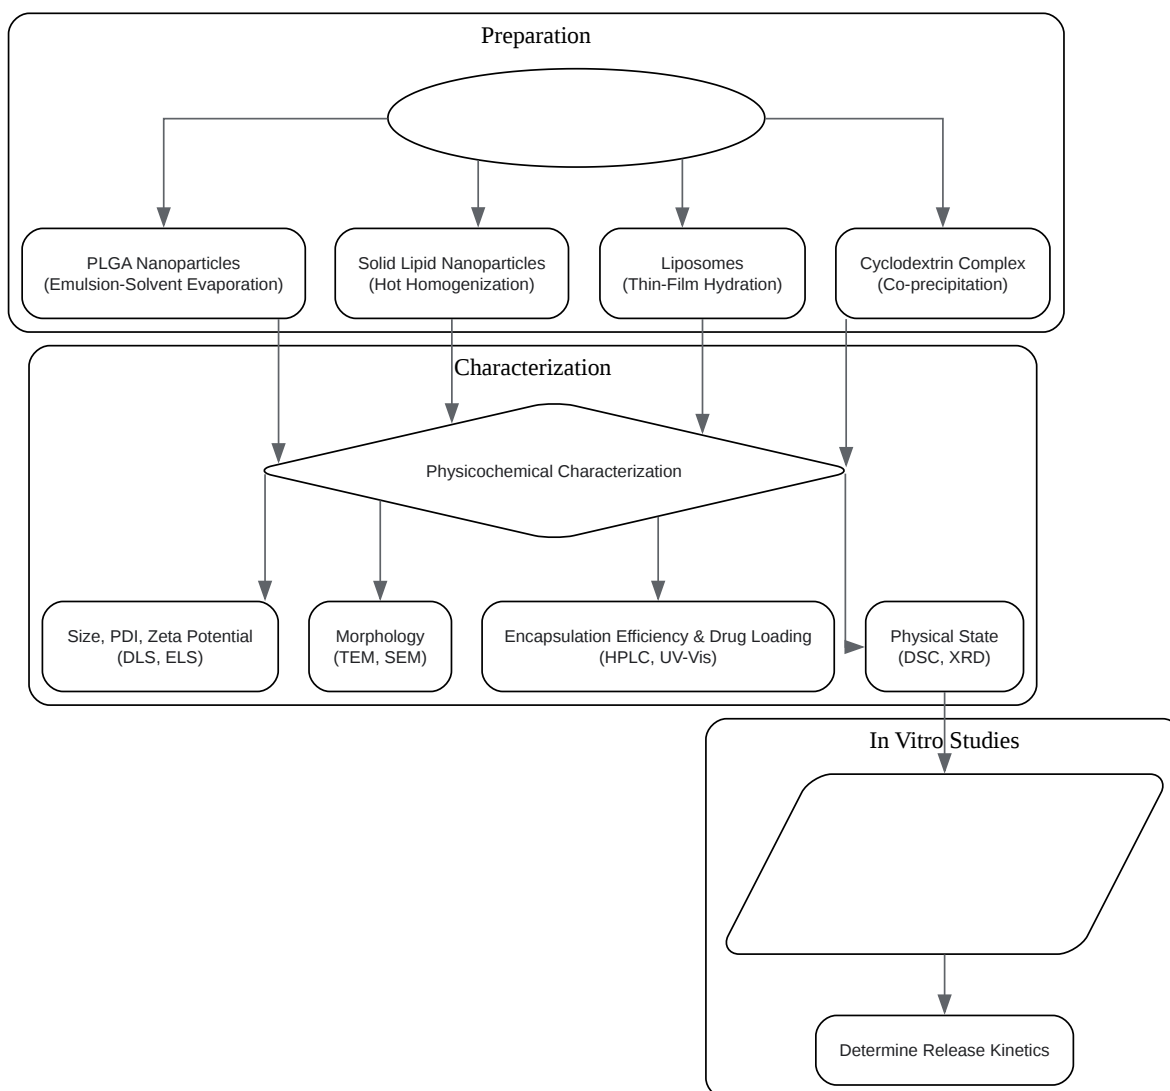 Preparation
PLGA Nanoparticles
(Emulsion-Solvent Evaporation)
Solid Lipid Nanoparticles
(Hot Homogenization)
Liposomes
(Thin-Film Hydration)
Cyclodextrin Complex
(Co-precipitation)
Characterization
Physicochemical Characterization
Size, PDI, Zeta Potential
(DLS, ELS)
Morphology
(TEM, SEM)
Encapsulation Efficiency & Drug Loading
(HPLC, UV-Vis)
Physical State
(DSC, XRD)
In Vitro Studies
Determine Release Kinetics